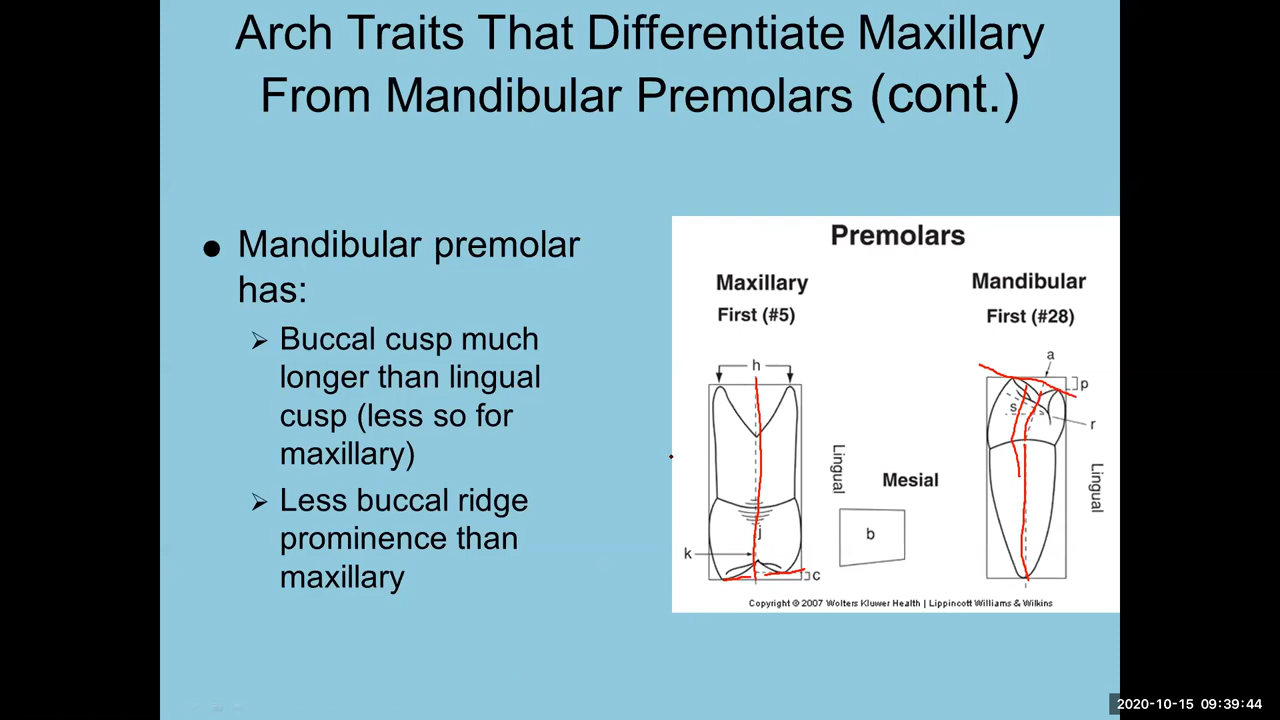 Arch Traits That Differentiate Maxillary
From Mandibular Premolars (cont.)
● Mandibular premolar
has:
➢ Buccal cusp much
longer than lingual
cusp (less so for
maxillary)
➢ Less buccal ridge
prominence than
maxillary
Premolars
Maxillary
First (#5)
Mandibular
First (#28)
h
j
k
c
Lingual
Mesial
b
a
p
s
r
Lingual
Copyright © 2007 Wolters Kluwer Health | Lippincott Williams & Wilkins
2020-10-15 09:39:44